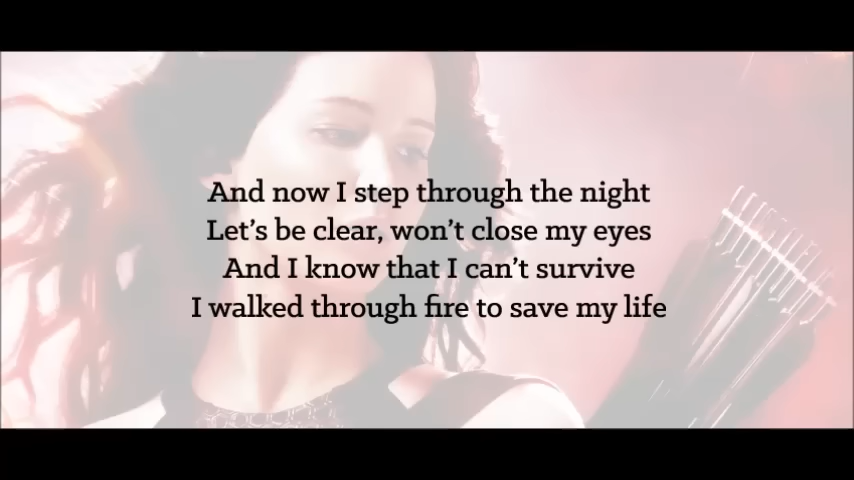 And now I step through the night
Let's be clear, won't close my eyes
And I know that I can't survive
I walked through fire to save my life